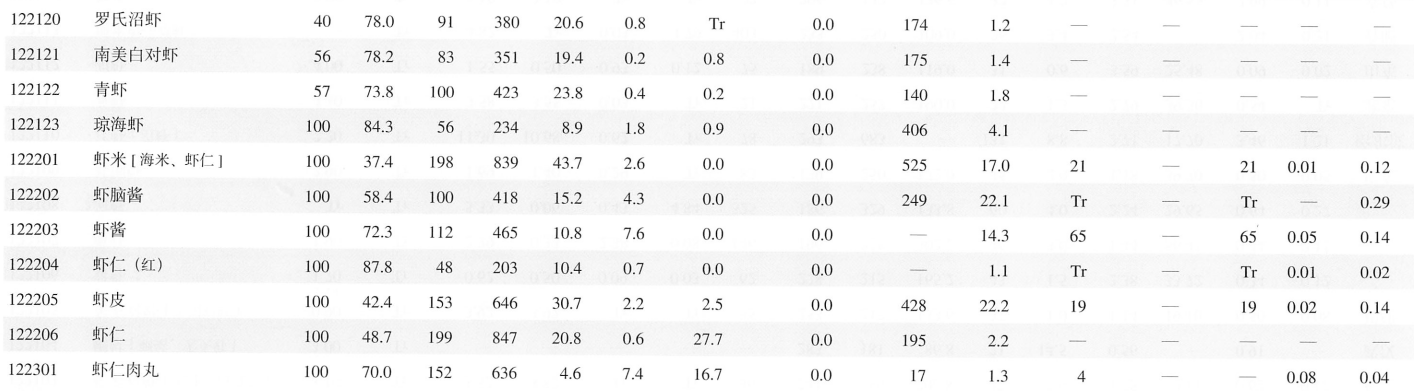 122120 罗氏沼虾 40 78.0 91 380 20.6 0.8 Tr 0.0 174 1.2 — — — — —
122121 南美白对虾 56 78.2 83 351 19.4 0.2 0.8 0.0 175 1.4 — — — — —
122122 青虾 57 73.8 100 423 23.8 0.4 0.2 0.0 140 1.8 — — — — —
122123 琼海虾 100 84.3 56 234 8.9 1.8 0.9 0.0 406 4.1 — — — — —
122201 虾米 [ 海米、虾仁 ] 100 37.4 198 839 43.7 2.6 0.0 0.0 525 17.0 21 — 21 0.01 0.12
122202 虾脑酱 100 58.4 100 418 15.2 4.3 0.0 0.0 249 22.1 Tr — Tr — 0.29
122203 虾酱 100 72.3 112 465 10.8 7.6 0.0 0.0 — 14.3 65 — 65 0.05 0.14
122204 虾仁（红） 100 87.8 48 203 10.4 0.7 0.0 0.0 — 1.1 Tr — Tr 0.01 0.02
122205 虾皮 100 42.4 153 646 30.7 2.2 2.5 0.0 428 22.2 19 — 19 0.02 0.14
122206 虾仁 100 48.7 199 847 20.8 0.6 27.7 0.0 195 2.2 — — — — —
122301 虾仁肉丸 100 70.0 152 636 4.6 7.4 16.7 0.0 17 1.3 4 — — 0.08 0.04